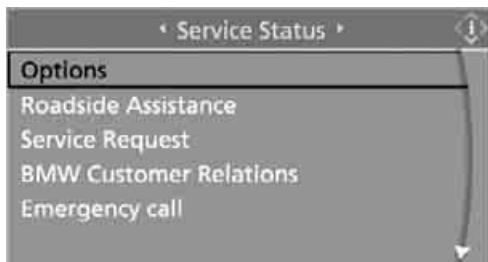 Service Status
Options
Roadside Assistance
Service Request
BMW Customer Relations
Emergency call